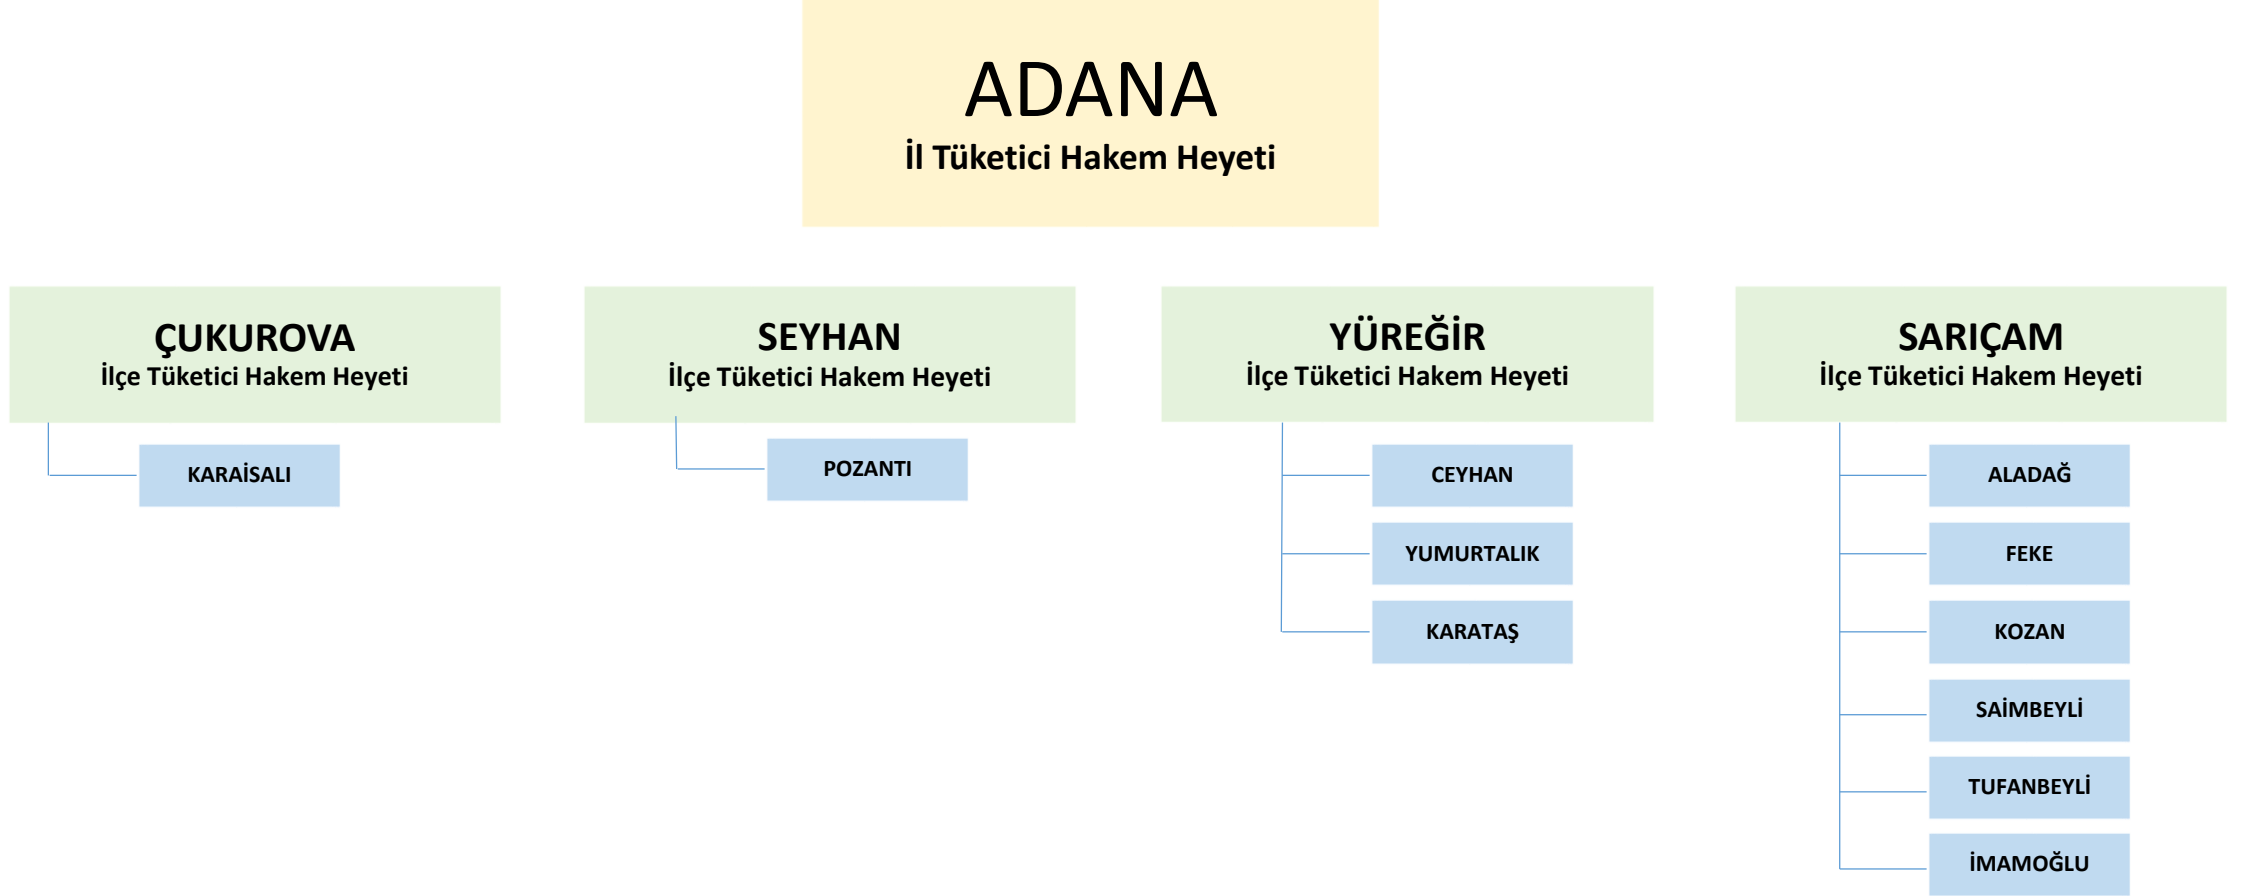 ADANA
İl Tüketici Hakem Heyeti
ÇUKUROVA
İlçe Tüketici Hakem Heyeti
KARAİSALI
SEYHAN
İlçe Tüketici Hakem Heyeti
POZANTI
YÜREĞİR
İlçe Tüketici Hakem Heyeti
CEYHAN
YUMURTALIK
KARATAŞ
SARIÇAM
İlçe Tüketici Hakem Heyeti
ALADAĞ
FEKE
KOZAN
SAİMBEYLİ
TUFANBEYLİ
İMAMOĞLU